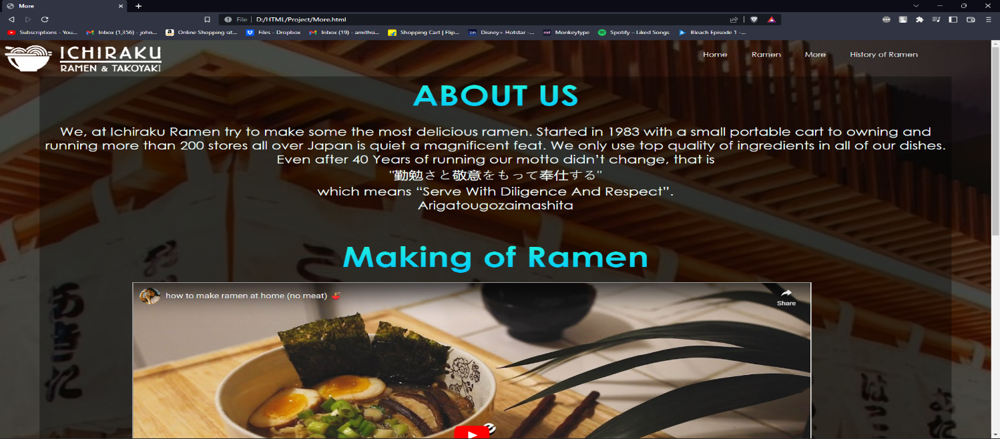 More
File D:/HTML/Project/More.html
Subscriptions - You... Inbox (1,356) - john... Online Shopping sit... Files - Dropbox Inbox (19) - amithsi... Shopping Cart | Flip... Disney+ Hotstar -... Monkeytype Spotify – Liked Songs Bleach Episode 1 -...
ICHIRAKU
RAMEN & TAKOYAKI
Home Ramen More History of Ramen
ABOUT US
We, at Ichiraku Ramen try to make some the most delicious ramen. Started in 1983 with a small portable cart to owning and
running more than 200 stores all over Japan is quiet a magnificent feat. We only use top quality of ingredients in all of our dishes.
Even after 40 Years of running our motto didn’t change, that is
"勤勉さと敬意をもって奉仕する"
which means “Serve With Diligence And Respect”.
Arigatougozaimashita
Making of Ramen
how to make ramen at home (no meat)
Share